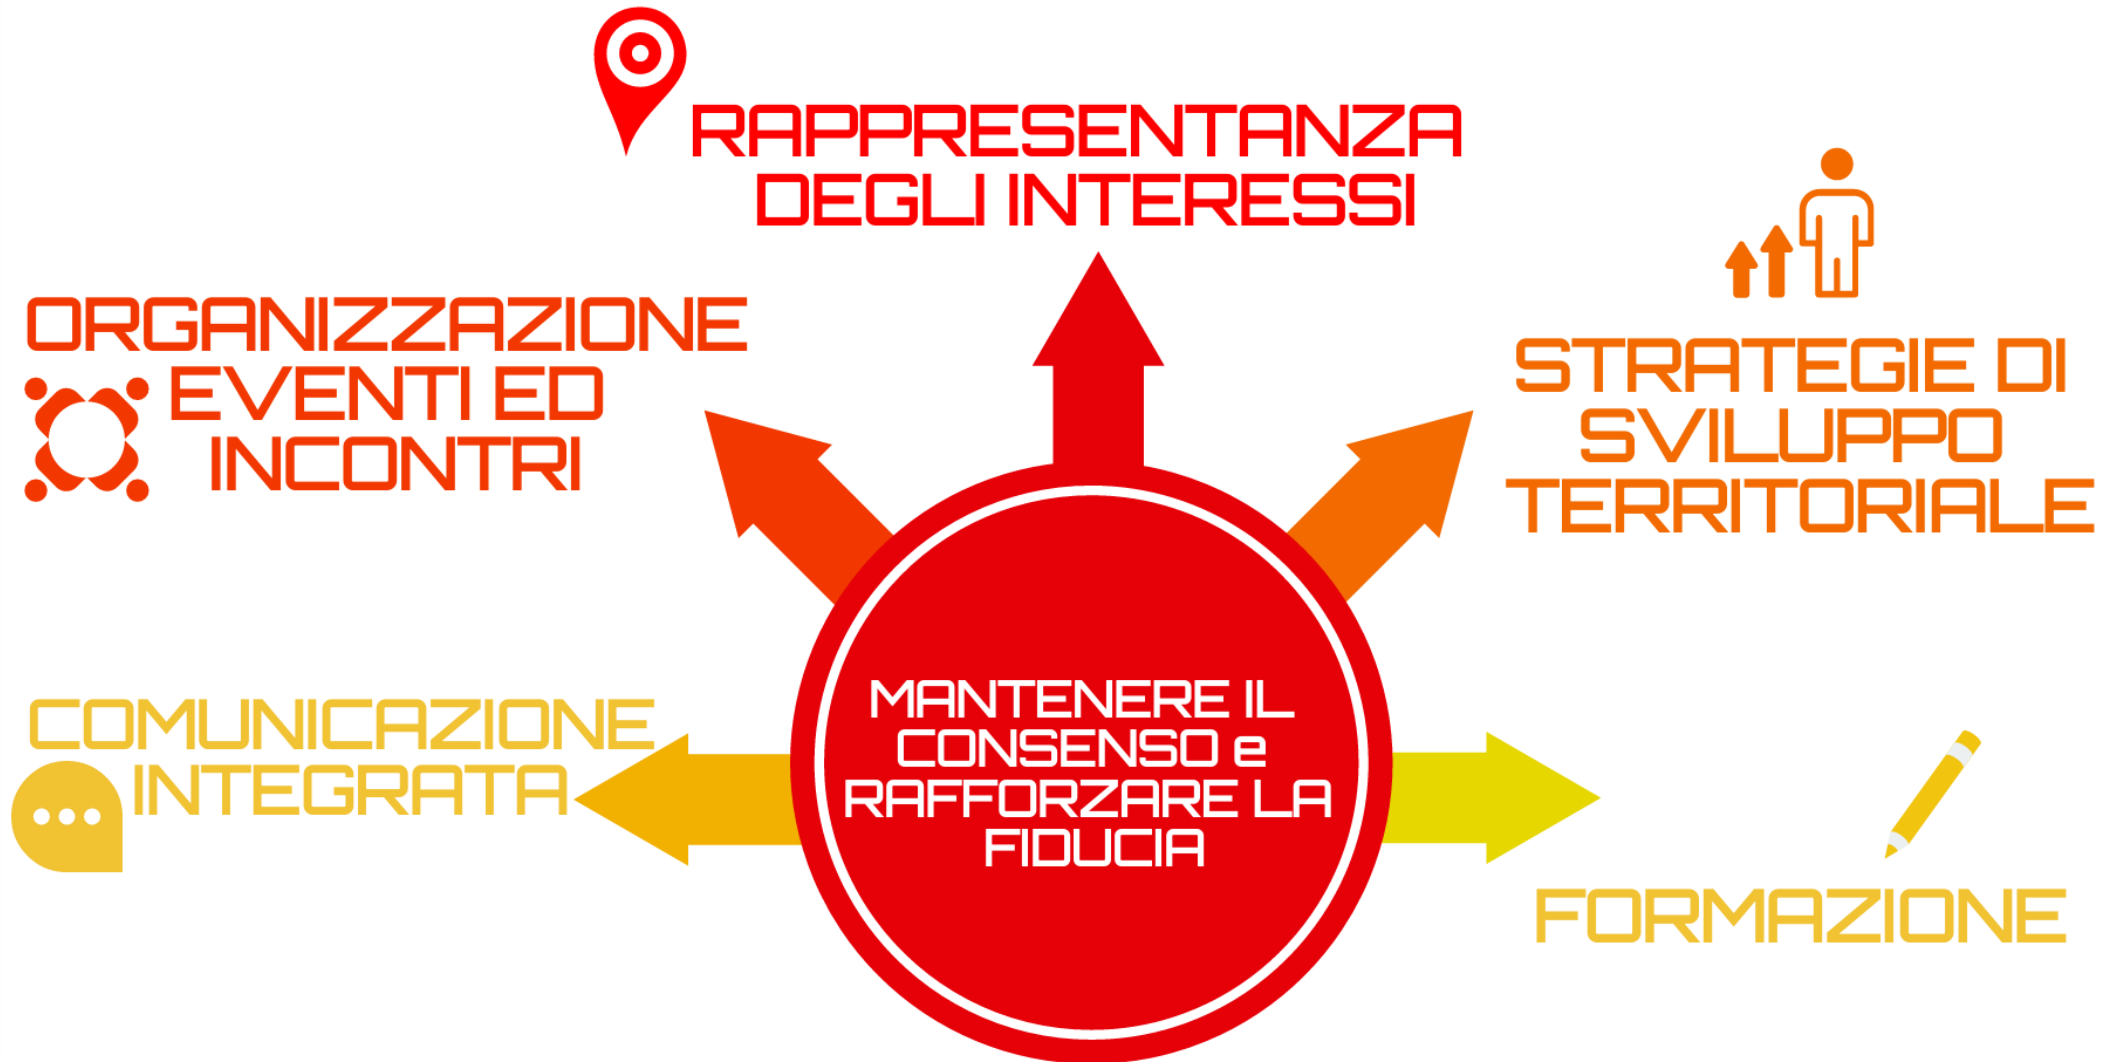 RAPPRESENTANZA
DEGLI INTERESSI
ORGANIZZAZIONE
EVENTI ED
INCONTRI
STRATEGIE DI
SVILUPPO
TERRITORIALE
COMUNICAZIONE
INTEGRATA
MANTENERE IL
CONSENSO e
RAFFORZARE LA
FIDUCIA
FORMAZIONE